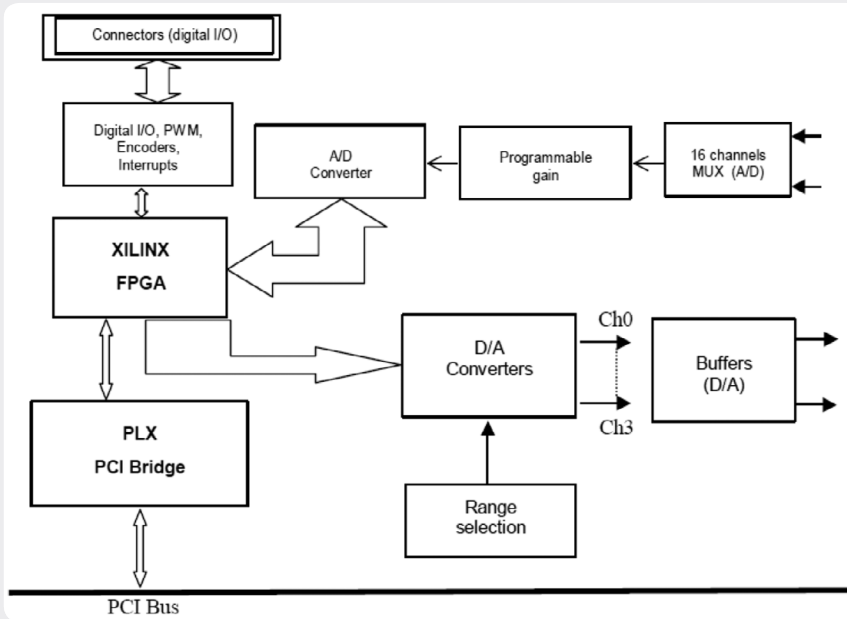 Connectors (digital I/O)
Digital I/O, PWM,
Encoders,
Interrupts
A/D
Converter
Programmable
gain
16 channels
MUX (A/D)
XILINX
FPGA
D/A
Converters
Ch0
Ch3
Buffers
(D/A)
PLX
PCI Bridge
Range
selection
PCI Bus